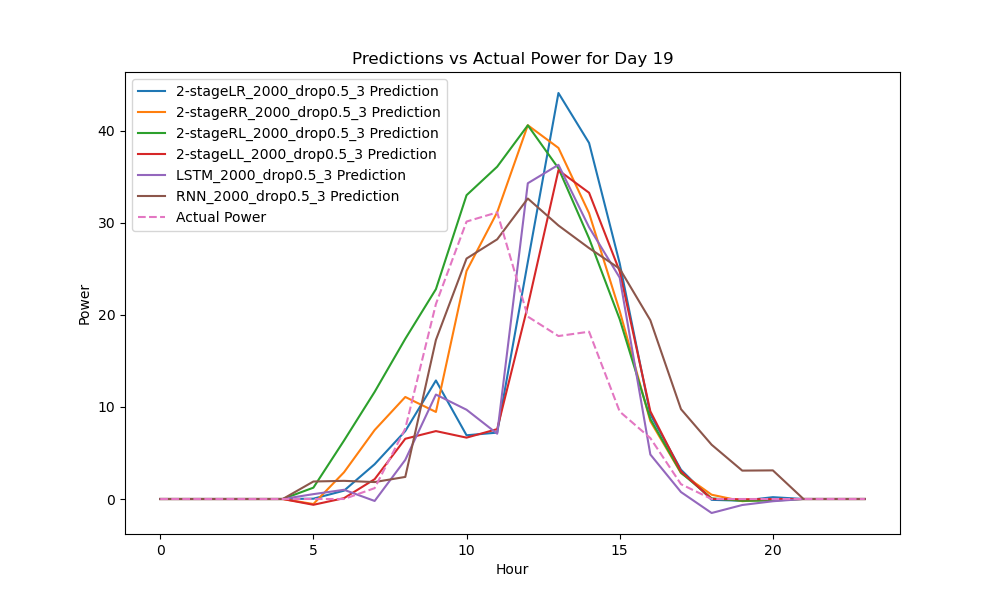 Predictions vs Actual Power for Day 19
2-stageLR_2000_drop0.5_3 Prediction
2-stageRR_2000_drop0.5_3 Prediction
2-stageRL_2000_drop0.5_3 Prediction
2-stageLL_2000_drop0.5_3 Prediction
LSTM_2000_drop0.5_3 Prediction
RNN_2000_drop0.5_3 Prediction
Actual Power
Power
40
30
20
10
0
0 5 10 15 20
Hour